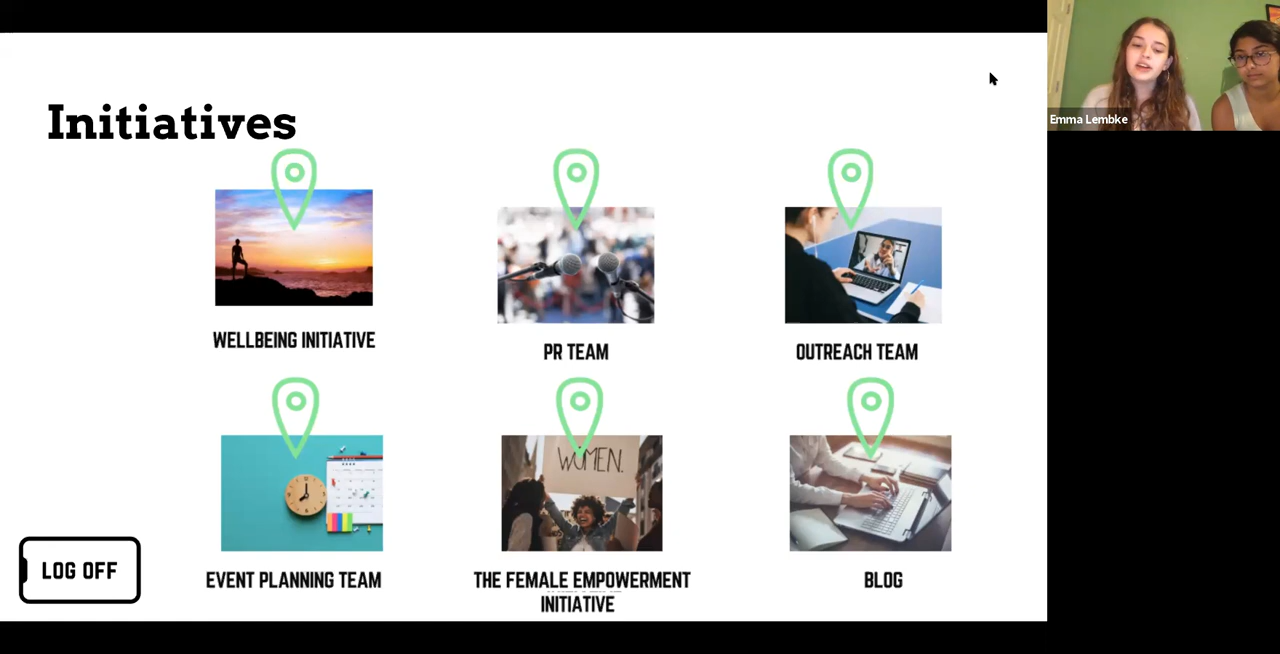 Initiatives
Emma Lembke
WELLBEING INITIATIVE
PR TEAM
OUTREACH TEAM
WOMEN.
LOG OFF
EVENT PLANNING TEAM
THE FEMALE EMPOWERMENT
INITIATIVE
BLOG